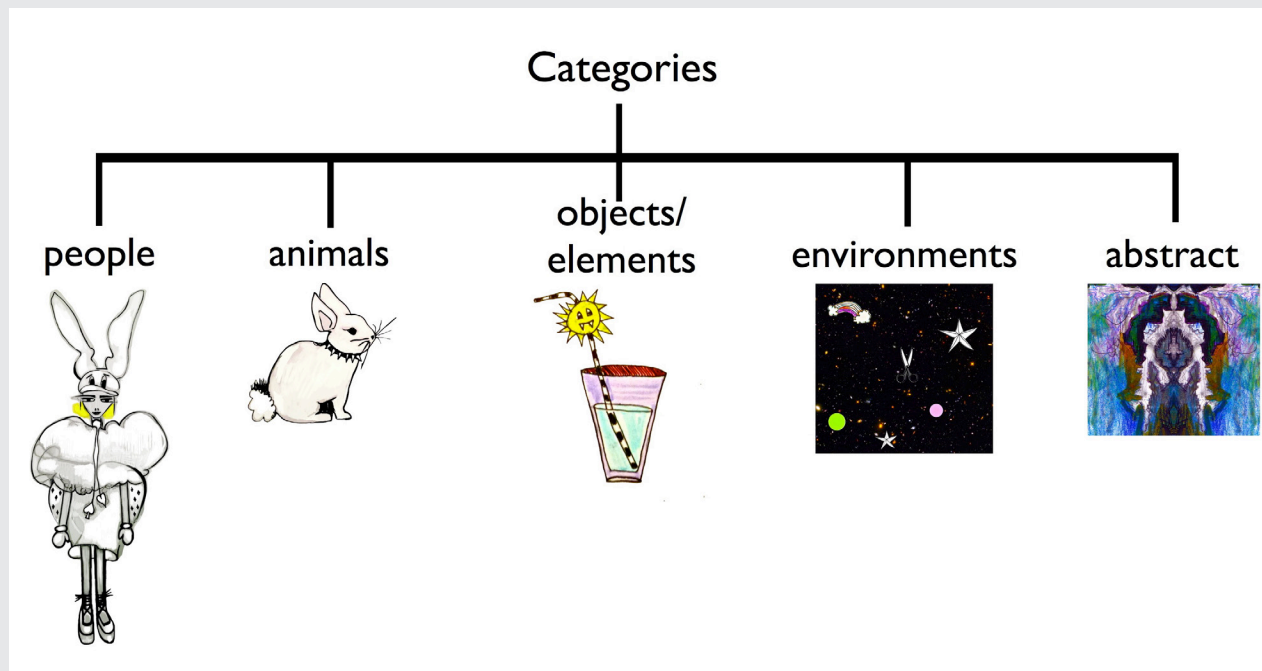 Categories
people
animals
objects/
elements
environments
abstract